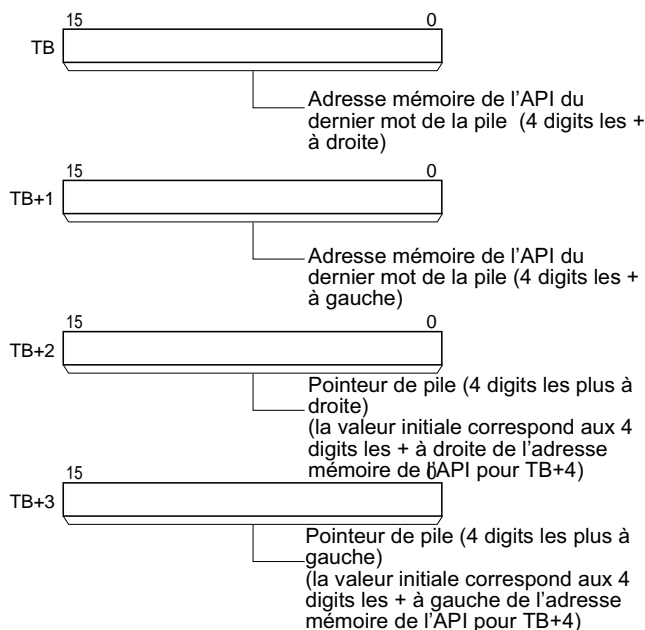 15 0
TB
Adresse mémoire de l'API du
dernier mot de la pile (4 digits les +
à droite)
15 0
TB+1
Adresse mémoire de l'API du
dernier mot de la pile (4 digits les +
à gauche)
15 0
TB+2
Pointeur de pile (4 digits les plus à
droite)
(la valeur initiale correspond aux 4
digits les + à droite de l'adresse
mémoire de l'API pour TB+4)
15 0
TB+3
Pointeur de pile (4 digits les plus à
gauche)
(la valeur initiale correspond aux 4
digits les + à gauche de l'adresse
mémoire de l'API pour TB+4)